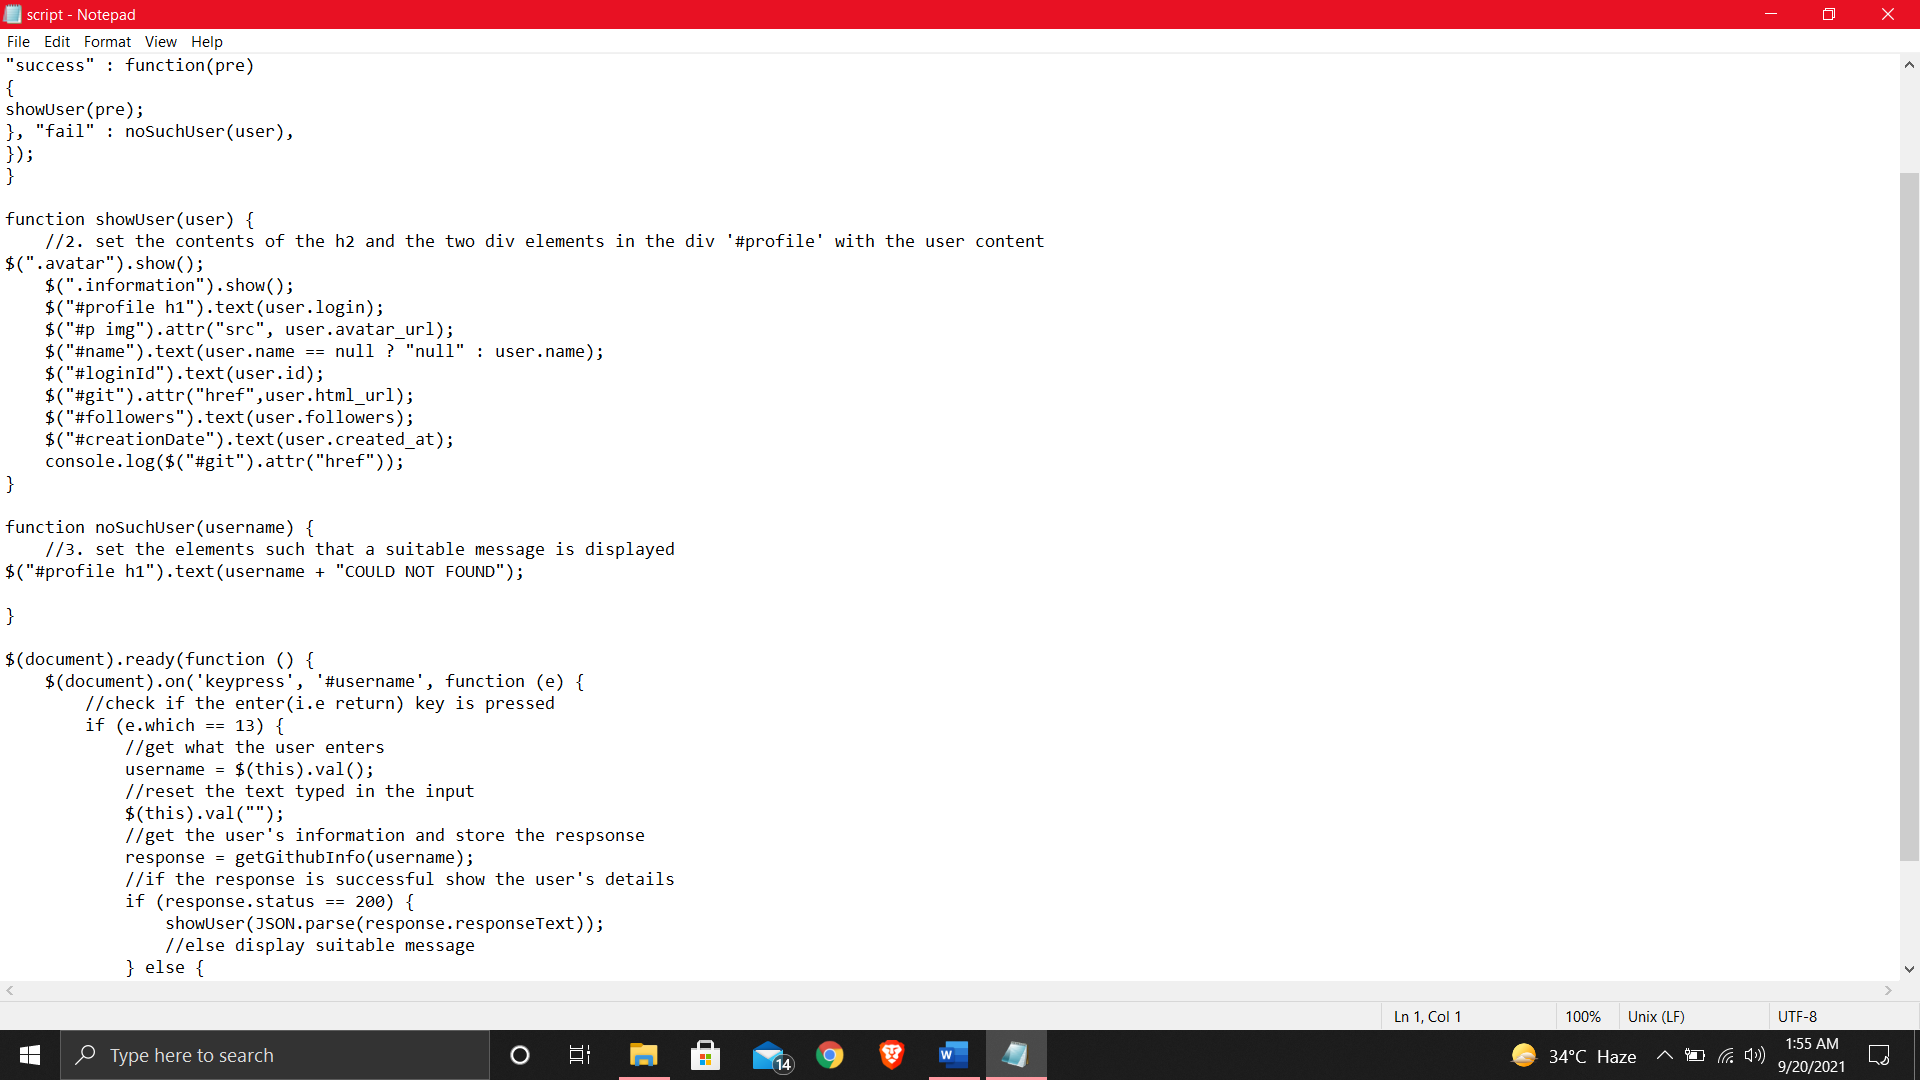 script - Notepad
File Edit Format View Help
"success" : function(pre)
{
showUser(pre);
}, "fail" : noSuchUser(user),
});
}

function showUser(user) {
    //2. set the contents of the h2 and the two div elements in the div '#profile' with the user content
$(".avatar").show();
    $(".information").show();
    $("#profile h1").text(user.login);
    $("#p img").attr("src", user.avatar_url);
    $("#name").text(user.name == null ? "null" : user.name);
    $("#loginId").text(user.id);
    $("#git").attr("href",user.html_url);
    $("#followers").text(user.followers);
    $("#creationDate").text(user.created_at);
    console.log($("#git").attr("href"));
}

function noSuchUser(username) {
    //3. set the elements such that a suitable message is displayed
$("#profile h1").text(username + "COULD NOT FOUND");

}

$(document).ready(function () {
    $(document).on('keypress', '#username', function (e) {
        //check if the enter(i.e return) key is pressed
        if (e.which == 13) {
            //get what the user enters
            username = $(this).val();
            //reset the text typed in the input
            $(this).val("");
            //get the user's information and store the respsonse
            response = getGithubInfo(username);
            //if the response is successful show the user's details
            if (response.status == 200) {
                showUser(JSON.parse(response.responseText));
                //else display suitable message
            } else {
Ln 1, Col 1 100% Unix (LF) UTF-8
Type here to search
14
W
34°C Haze
1:55 AM
9/20/2021